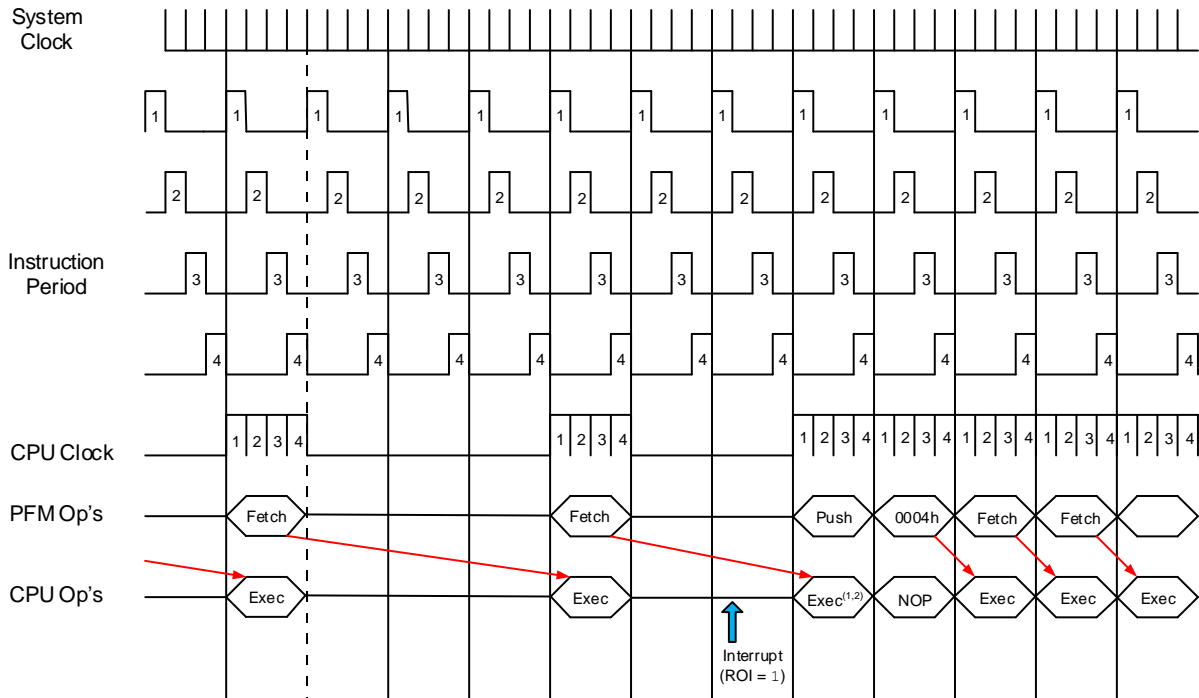 System
Clock
1 1 1 1 1 1 1 1 1 1 1 1 1
2 2 2 2 2 2 2 2 2 2 2 2 2
Instruction
Period
3 3 3 3 3 3 3 3 3 3 3 3 3
4 4 4 4 4 4 4 4 4 4 4 4 4
CPU Clock
1 2 3 4 1 2 3 4 1 2 3 4 1 2 3 4 1 2 3 4 1 2 3 4 1 2 3 4
PFM Op's
Fetch Fetch Push 0004h Fetch Fetch
CPU Op's
Exec Exec Exec(1,2) NOP Exec Exec Exec
Interrupt
(ROI = 1)